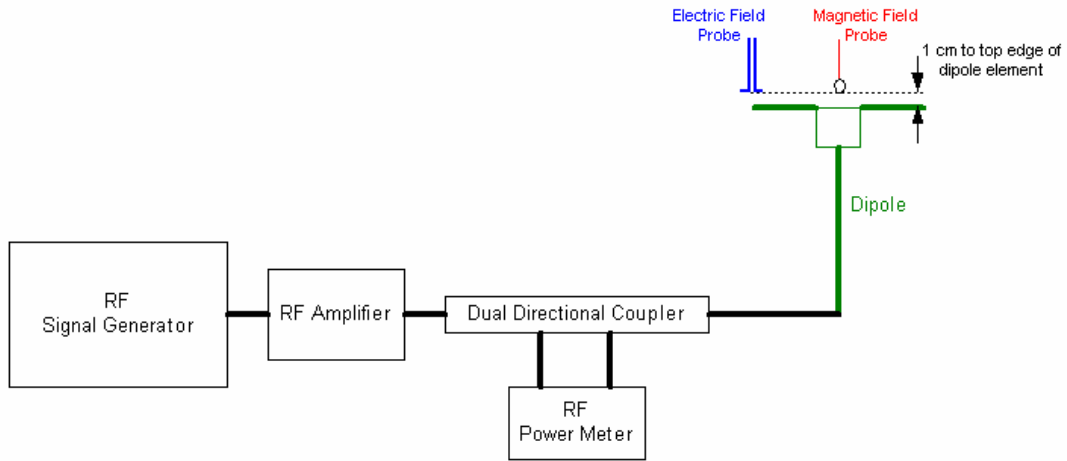 Electric Field
Probe
Magnetic Field
Probe
1 cm to top edge of
dipole element
Dipole
RF
Signal Generator
RF Amplifier
Dual Directional Coupler
RF
Power Meter